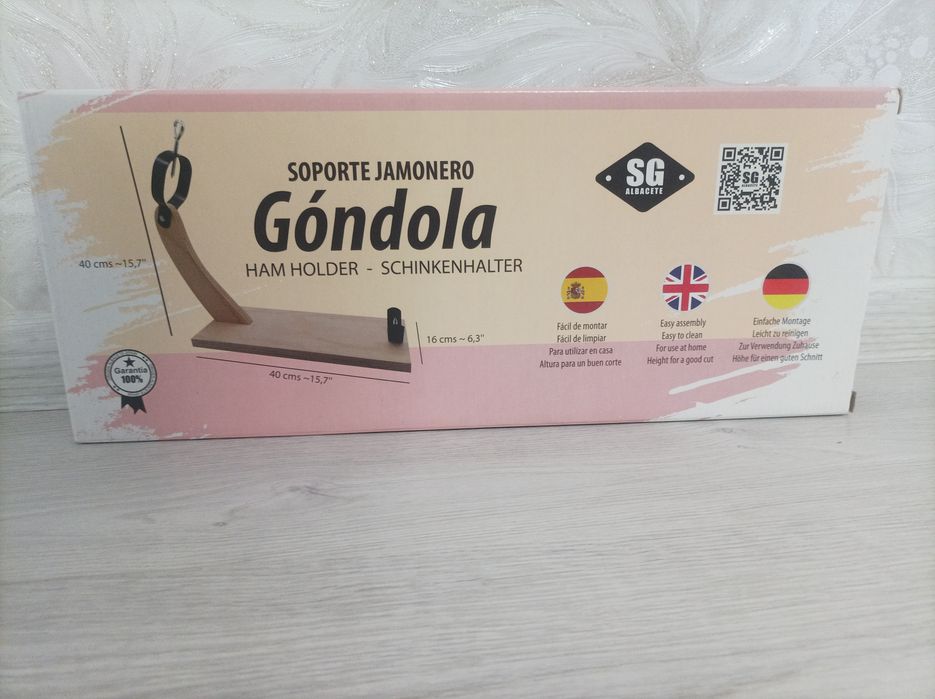 SOPORTE JAMONERO
Góndola
HAM HOLDER - SCHINKENHALTER
SG
ALBACETE
SG
ALBACETE
40 cms ~15,7"
16 cms ~ 6,3"
40 cms ~15,7"
Garantia
100%
Fácil de montar
Fácil de limpiar
Para utilizar en casa
Altura para un buen corte
Easy assembly
Easy to clean
For use at home
Height for a good cut
Einfache Montage
Leicht zu reinigen
Zur Verwendung Zuhause
Höhe für einen guten Schnitt